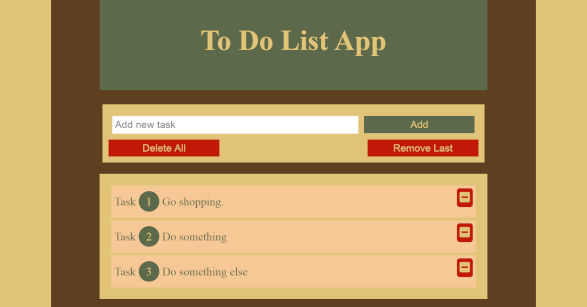 To Do List App
Add new task
Add
Delete All
Remove Last
Task 1 Go shopping.
Task 2 Do something
Task 3 Do something else